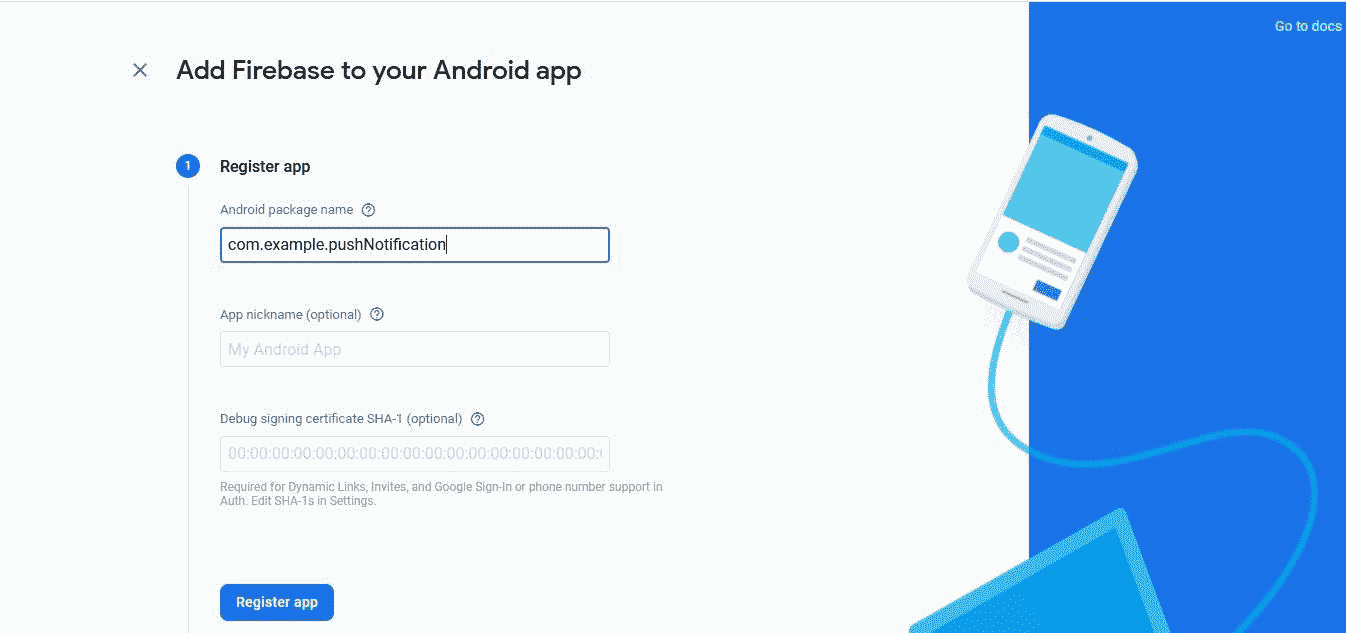 Go to docs
Add Firebase to your Android app
1 Register app
Android package name
com.example.pushNotification
App nickname (optional)
My Android App
Debug signing certificate SHA-1 (optional)
00:00:00:00:00:00:00:00:00:00:00:00:00:00:00:00:00:
Required for Dynamic Links, Invites, and Google Sign-In or phone number support in
Auth. Edit SHA-1s in Settings.
Register app